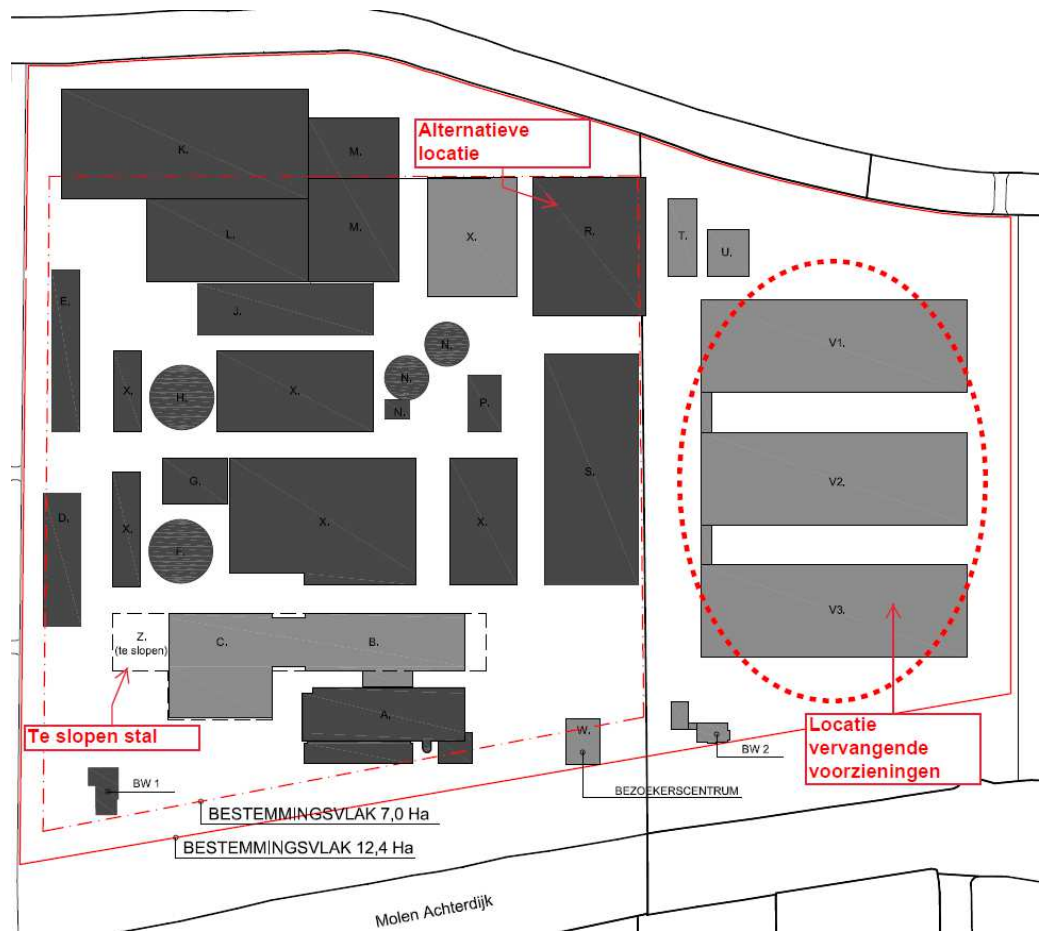 Alternatieve
locatie
K.
M.
L.
M.
X.
R.
T.
U.
E.
J.
V1.
N.
X.
H.
X.
N.
N.
P.
S.
G.
V2.
D.
X.
X.
X.
F.
Z.
(te slopen)
C.
B.
V3.
A.
Te slopen stal
W.
Locatie
vervangende
voorzieningen
BW 2
BW 1
BEZOEKERSCENTRUM
BESTEMMINGSVLAK 7,0 Ha
BESTEMMINGSVLAK 12,4 Ha
Molen Achterdijk